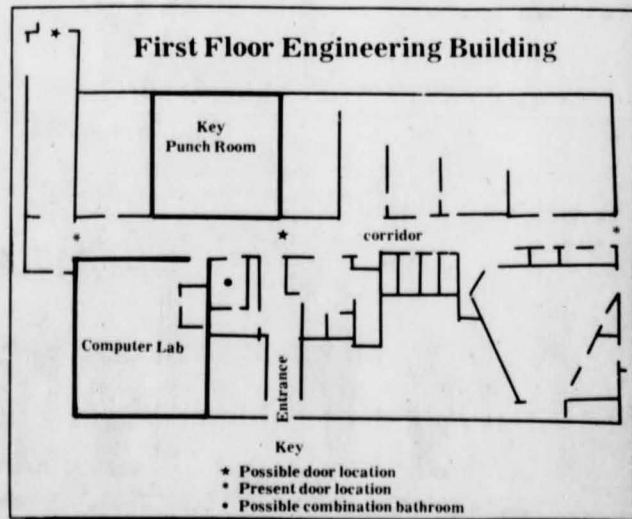 First Floor Engineering Building
Key
Punch Room
corridor
Computer Lab
Entrance
Key
★ Possible door location
* Present door location
• Possible combination bathroom